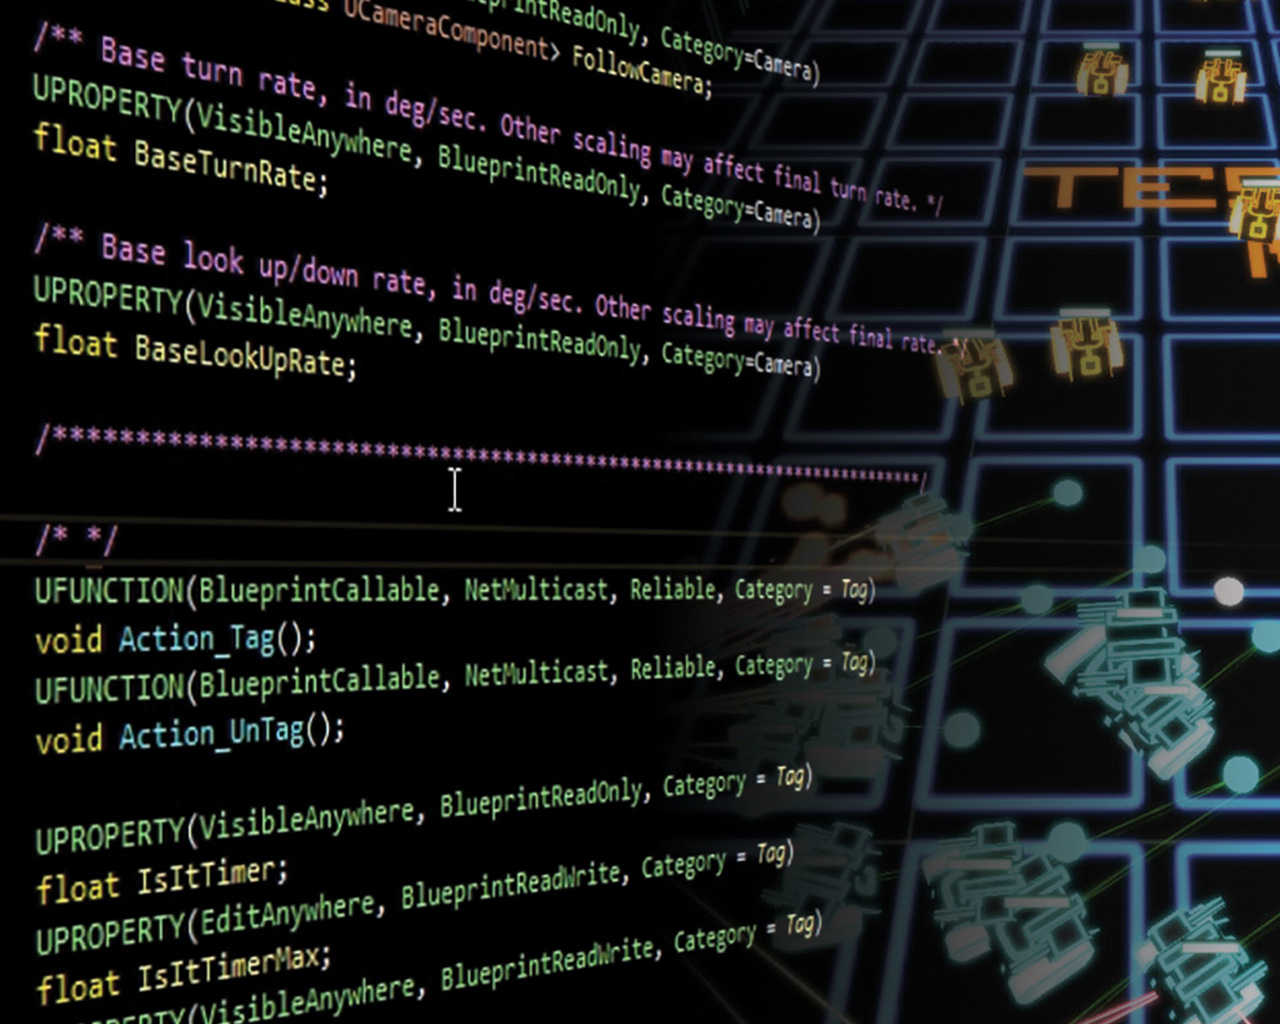 BlueprintReadOnly, Category=Camera)
UCameraComponent> FollowCamera;
/** Base turn rate, in deg/sec. Other scaling may affect final turn rate. */
UPROPERTY(VisibleAnywhere, BlueprintReadOnly, Category=Camera)
float BaseTurnRate;
/** Base look up/down rate, in deg/sec. Other scaling may affect final rate. */
UPROPERTY(VisibleAnywhere, BlueprintReadOnly, Category=Camera)
float BaseLookUpRate;
/* */
UFUNCTION(BlueprintCallable, NetMulticast, Reliable, Category = Tag)
void Action_Tag();
UFUNCTION(BlueprintCallable, NetMulticast, Reliable, Category = Tag)
void Action_UnTag();
UPROPERTY(VisibleAnywhere, BlueprintReadOnly, Category = Tag)
float IsItTimer;
UPROPERTY(EditAnywhere, BlueprintReadWrite, Category = Tag)
float IsItTimerMax;
UPROPERTY(VisibleAnywhere, BlueprintReadWrite, Category = Tag)